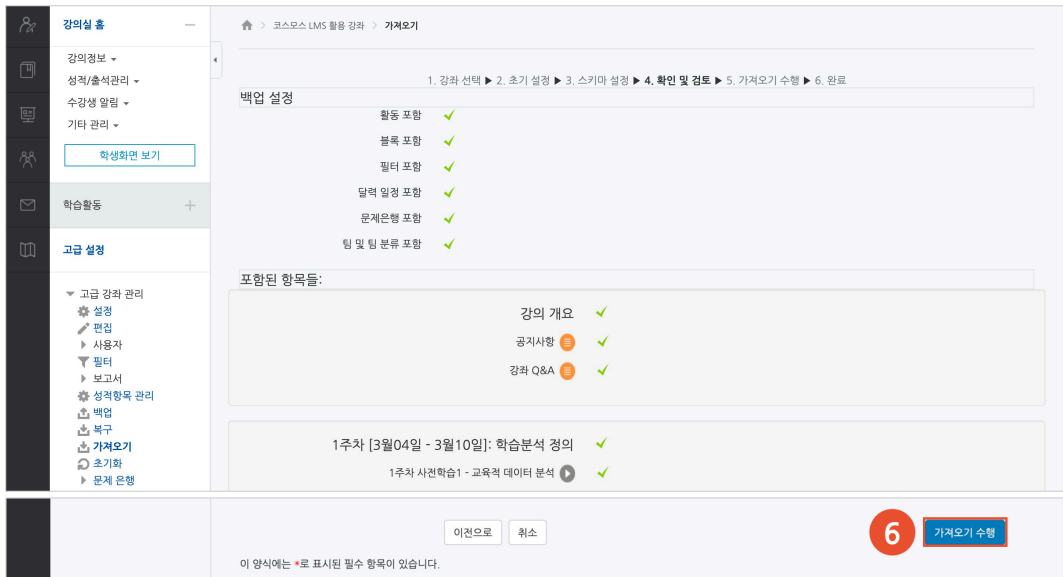 강의실 홈
강의정보
성적/출석관리
수강생 알림
기타 관리
학생화면 보기
학습활동
고급 설정
고급 강좌 관리
설정
편집
사용자
필터
보고서
성적항목 관리
백업
복구
가져오기
초기화
문제 은행
코스모스 LMS 활용 강좌 > 가져오기
1. 강좌 선택 ▶ 2. 초기 설정 ▶ 3. 스키마 설정 ▶ 4. 확인 및 검토 ▶ 5. 가져오기 수행 ▶ 6. 완료
백업 설정
활동 포함
블록 포함
필터 포함
달력 일정 포함
문제은행 포함
팀 및 팀 분류 포함
포함된 항목들:
강의 개요
공지사항
강좌 Q&A
1주차 [3월04일 - 3월10일]: 학습분석 정의
1주차 사전학습1 - 교육적 데이터 분석
이전으로 취소 6 가져오기 수행
이 양식에는 *로 표시된 필수 항목이 있습니다.